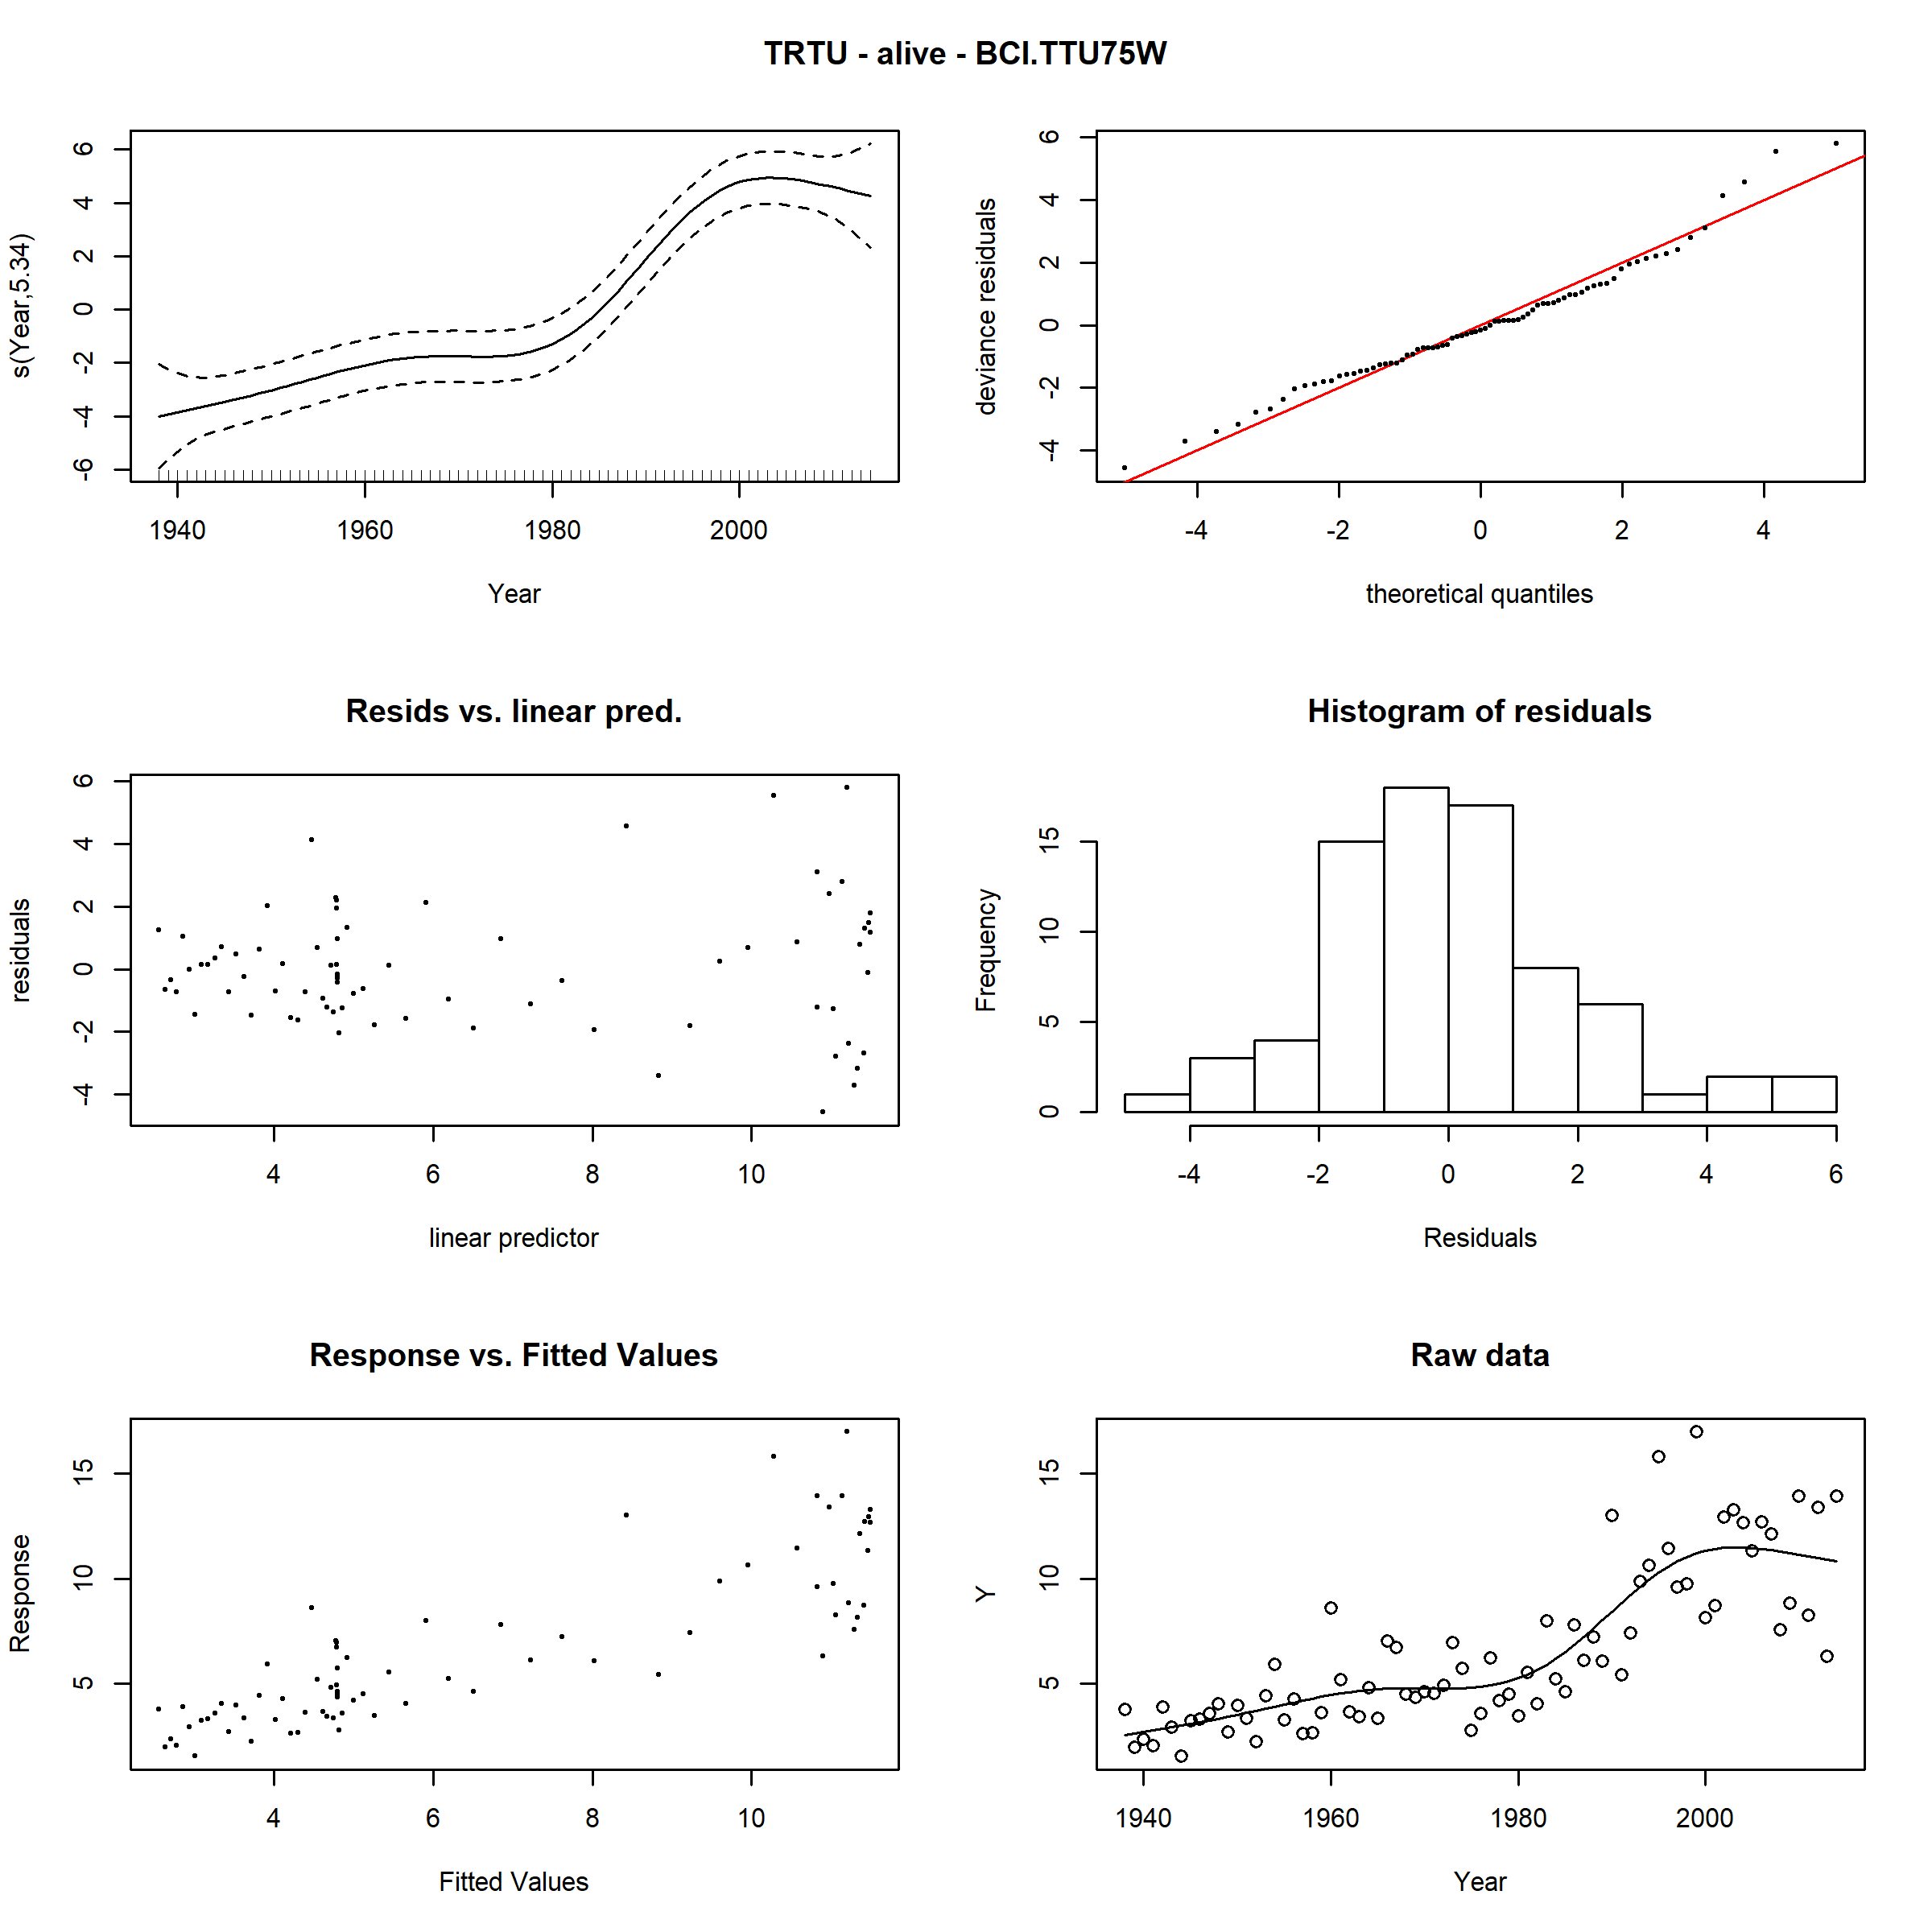 TRTU - alive - BCI.TTU75W
s(Year,5.34)
6
4
2
0
-2
-4
-6
1940 1960 1980 2000
Year
deviance residuals
6
4
2
0
-2
-4
-4 -2 0 2 4
theoretical quantiles
Resids vs. linear pred.
residuals
6
4
2
0
-2
-4
4 6 8 10
linear predictor
Histogram of residuals
Frequency
15
10
5
0
-4 -2 0 2 4 6
Residuals
Response vs. Fitted Values
Response
15
10
5
4 6 8 10
Fitted Values
Raw data
Y
15
10
5
1940 1960 1980 2000
Year